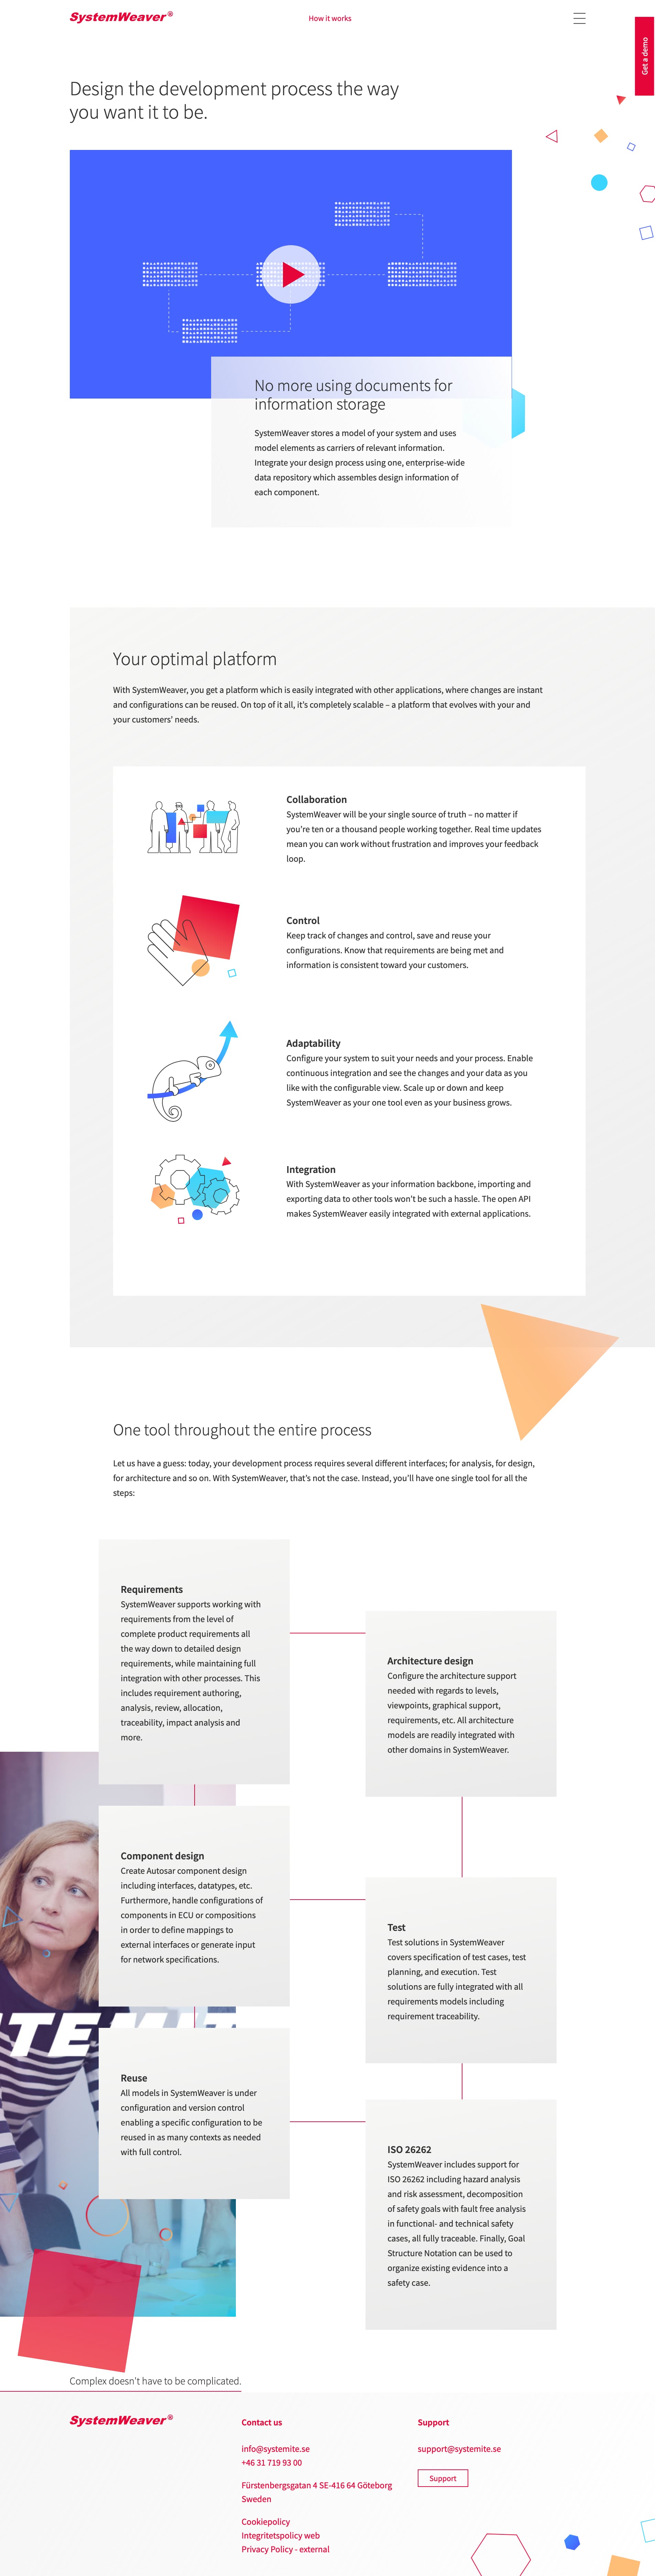 SystemWeaver®
How it works
Get a demo
Design the development process the way
you want it to be.
No more using documents for
information storage
SystemWeaver stores a model of your system and uses
model elements as carriers of relevant information.
Integrate your design process using one, enterprise-wide
data repository which assembles design information of
each component.
Your optimal platform
With SystemWeaver, you get a platform which is easily integrated with other applications, where changes are instant
and configurations can be reused. On top of it all, it's completely scalable – a platform that evolves with your and
your customers' needs.
Collaboration
SystemWeaver will be your single source of truth – no matter if
you're ten or a thousand people working together. Real time updates
mean you can work without frustration and improves your feedback
loop.
Control
Keep track of changes and control, save and reuse your
configurations. Know that requirements are being met and
information is consistent toward your customers.
Adaptability
Configure your system to suit your needs and your process. Enable
continuous integration and see the changes and your data as you
like with the configurable view. Scale up or down and keep
SystemWeaver as your one tool even as your business grows.
Integration
With SystemWeaver as your information backbone, importing and
exporting data to other tools won't be such a hassle. The open API
makes SystemWeaver easily integrated with external applications.
One tool throughout the entire process
Let us have a guess: today, your development process requires several different interfaces; for analysis, for design,
for architecture and so on. With SystemWeaver, that's not the case. Instead, you'll have one single tool for all the
steps:
Requirements
SystemWeaver supports working with
requirements from the level of
complete product requirements all
the way down to detailed design
requirements, while maintaining full
integration with other processes. This
includes requirement authoring,
analysis, review, allocation,
traceability, impact analysis and
more.
Architecture design
Configure the architecture support
needed with regards to levels,
viewpoints, graphical support,
requirements, etc. All architecture
models are readily integrated with
other domains in SystemWeaver.
Component design
Create Autosar component design
including interfaces, datatypes, etc.
Furthermore, handle configurations of
components in ECU or compositions
in order to define mappings to
external interfaces or generate input
for network specifications.
Test
Test solutions in SystemWeaver
covers specification of test cases, test
planning, and execution. Test
solutions are fully integrated with all
requirements models including
requirement traceability.
Reuse
All models in SystemWeaver is under
configuration and version control
enabling a specific configuration to be
reused in as many contexts as needed
with full control.
ISO 26262
SystemWeaver includes support for
ISO 26262 including hazard analysis
and risk assessment, decomposition
of safety goals with fault free analysis
in functional- and technical safety
cases, all fully traceable. Finally, Goal
Structure Notation can be used to
organize existing evidence into a
safety case.
Complex doesn't have to be complicated.
SystemWeaver®
Contact us
info@systemite.se
+46 31 719 93 00
Fürstenbergsgatan 4 SE-416 64 Göteborg
Sweden
Cookiepolicy
Integritetspolicy web
Privacy Policy - external
Support
support@systemite.se
Support